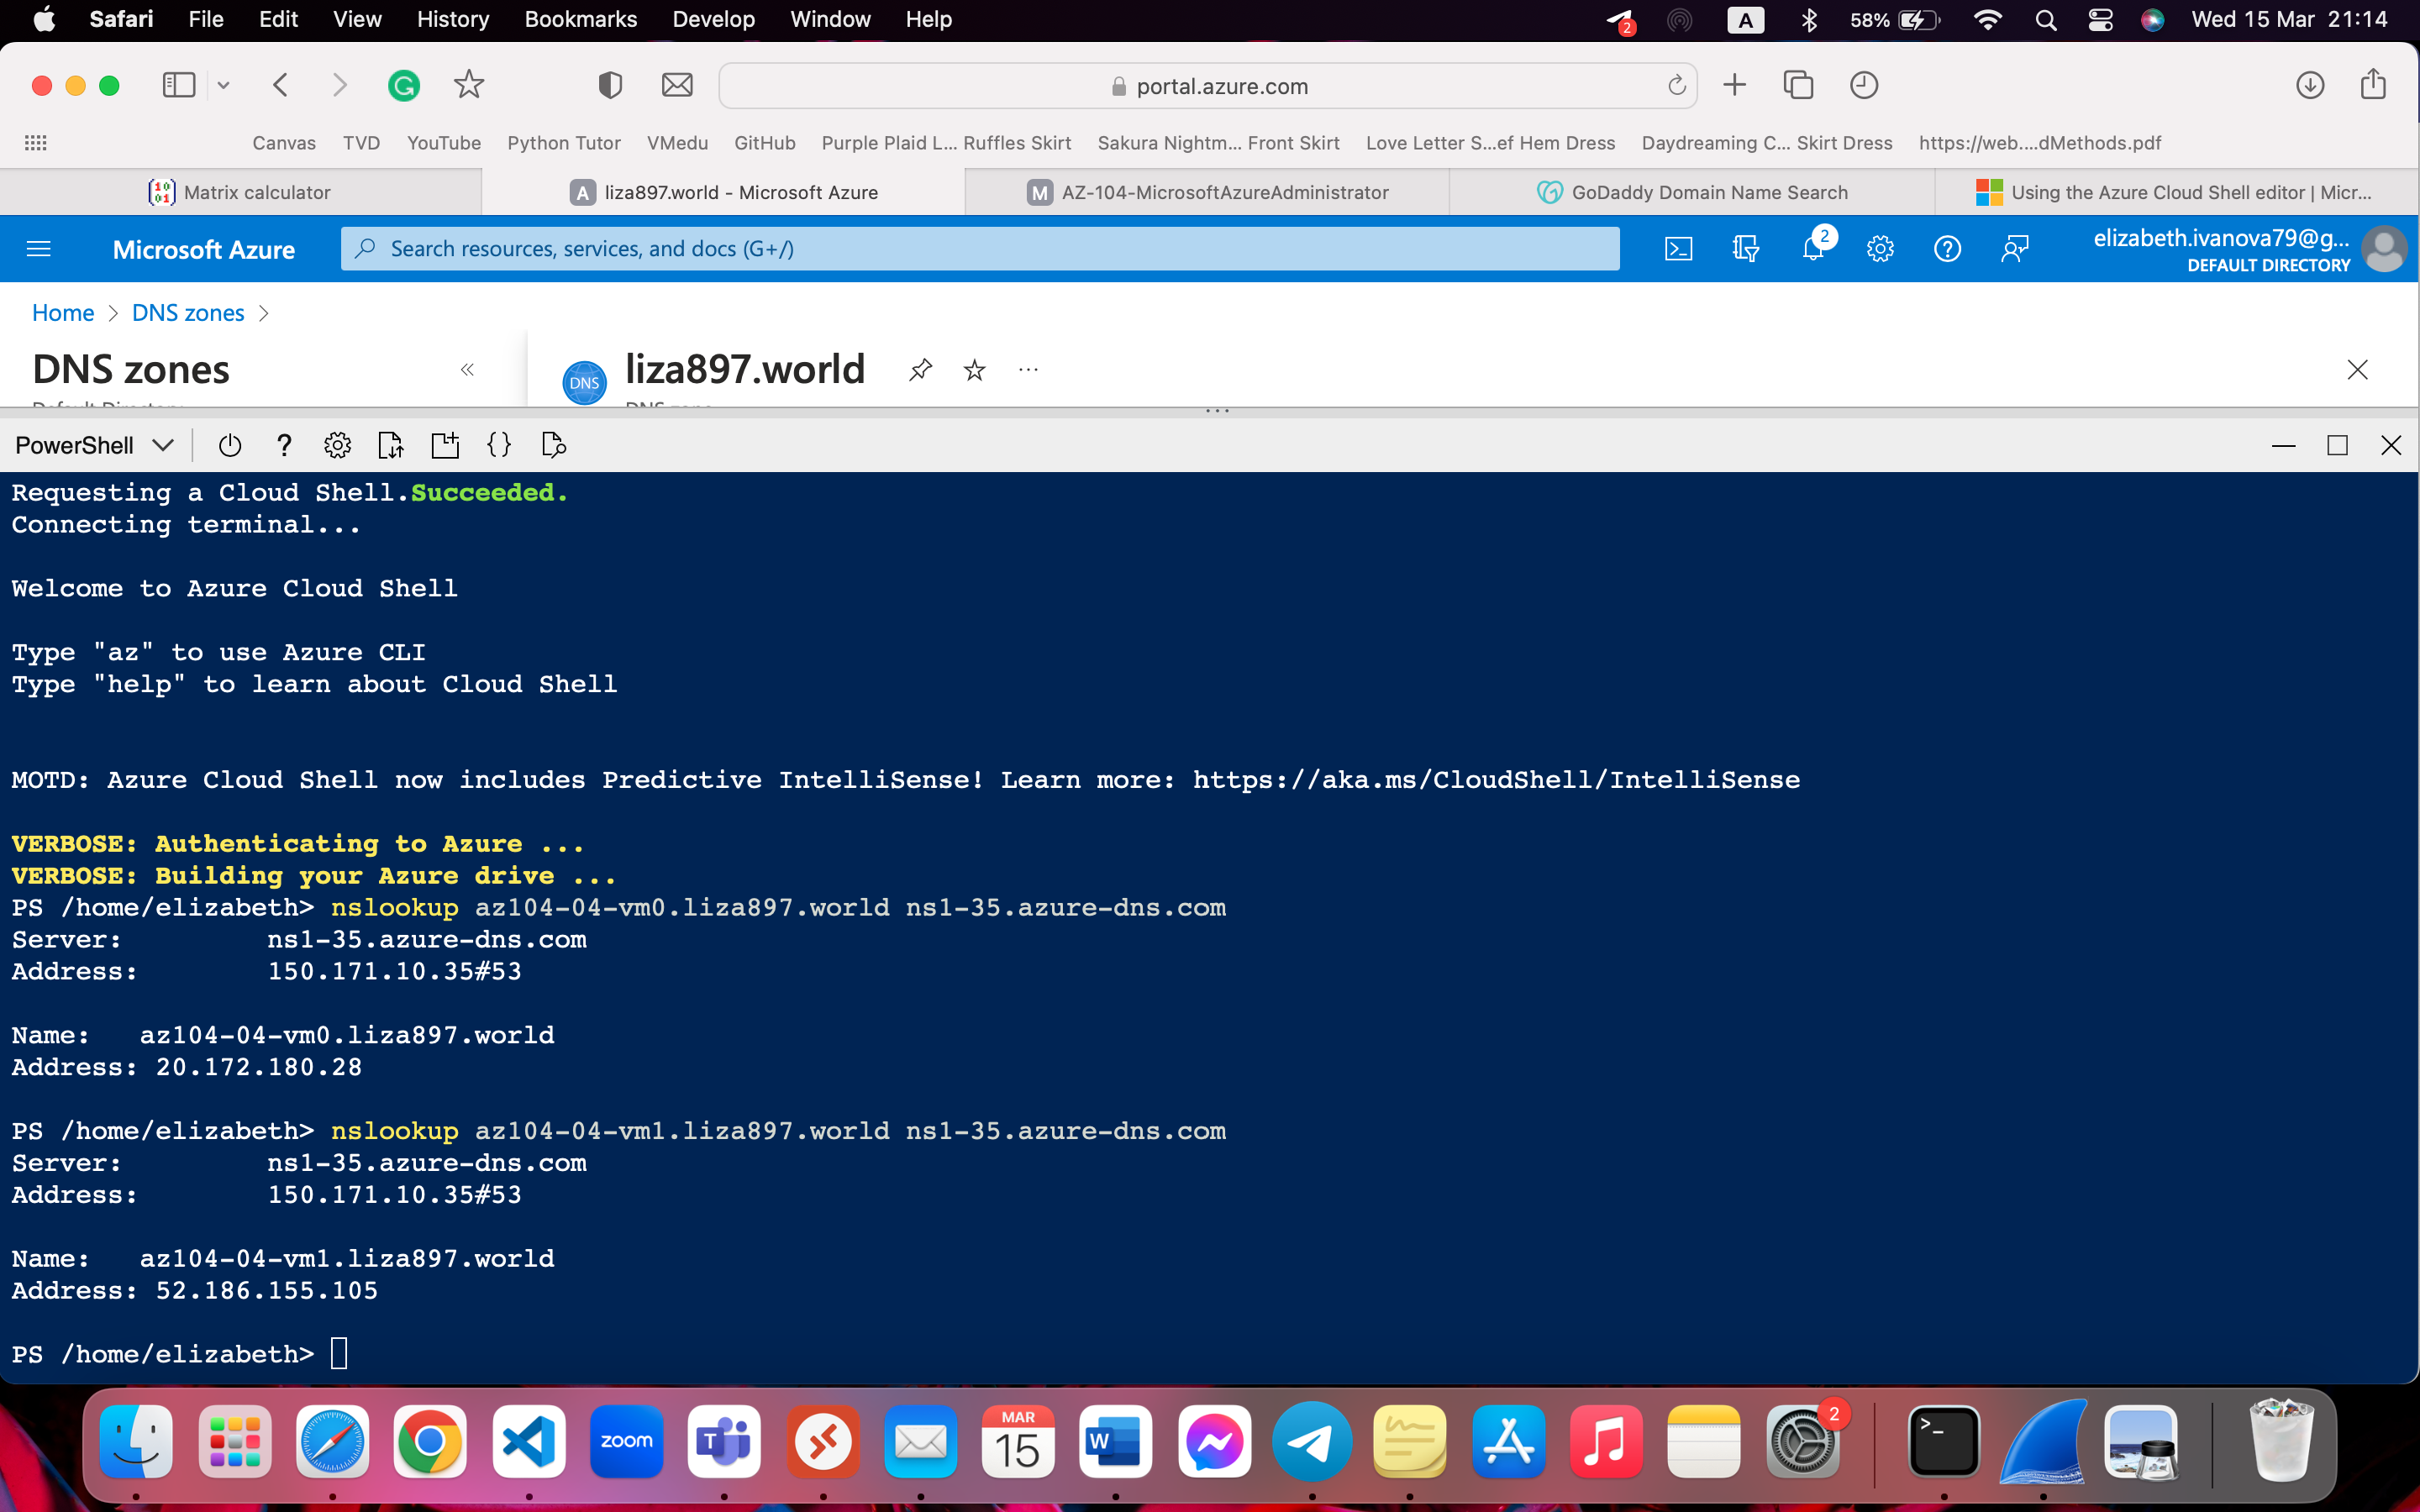 Safari File Edit View History Bookmarks Develop Window Help 2 A 58% Wed 15 Mar 21:14
portal.azure.com
Canvas TVD YouTube Python Tutor VMedu GitHub Purple Plaid L... Ruffles Skirt Sakura Nightm... Front Skirt Love Letter S...ef Hem Dress Daydreaming C... Skirt Dress https://web....dMethods.pdf
Matrix calculator A liza897.world - Microsoft Azure M AZ-104-MicrosoftAzureAdministrator GoDaddy Domain Name Search Using the Azure Cloud Shell editor | Micr...
Microsoft Azure Search resources, services, and docs (G+/) 2 elizabeth.ivanova79@g...
DEFAULT DIRECTORY
Home > DNS zones >
DNS zones « DNS liza897.world ...
Default Directory DNS zone
PowerShell ? {}
Requesting a Cloud Shell.Succeeded.
Connecting terminal...
Welcome to Azure Cloud Shell
Type "az" to use Azure CLI
Type "help" to learn about Cloud Shell
MOTD: Azure Cloud Shell now includes Predictive IntelliSense! Learn more: https://aka.ms/CloudShell/IntelliSense
VERBOSE: Authenticating to Azure ...
VERBOSE: Building your Azure drive ...
PS /home/elizabeth> nslookup az104-04-vm0.liza897.world ns1-35.azure-dns.com
Server: ns1-35.azure-dns.com
Address: 150.171.10.35#53
Name: az104-04-vm0.liza897.world
Address: 20.172.180.28
PS /home/elizabeth> nslookup az104-04-vm1.liza897.world ns1-35.azure-dns.com
Server: ns1-35.azure-dns.com
Address: 150.171.10.35#53
Name: az104-04-vm1.liza897.world
Address: 52.186.155.105
PS /home/elizabeth>
zoom T MAR 15 W 2 >_